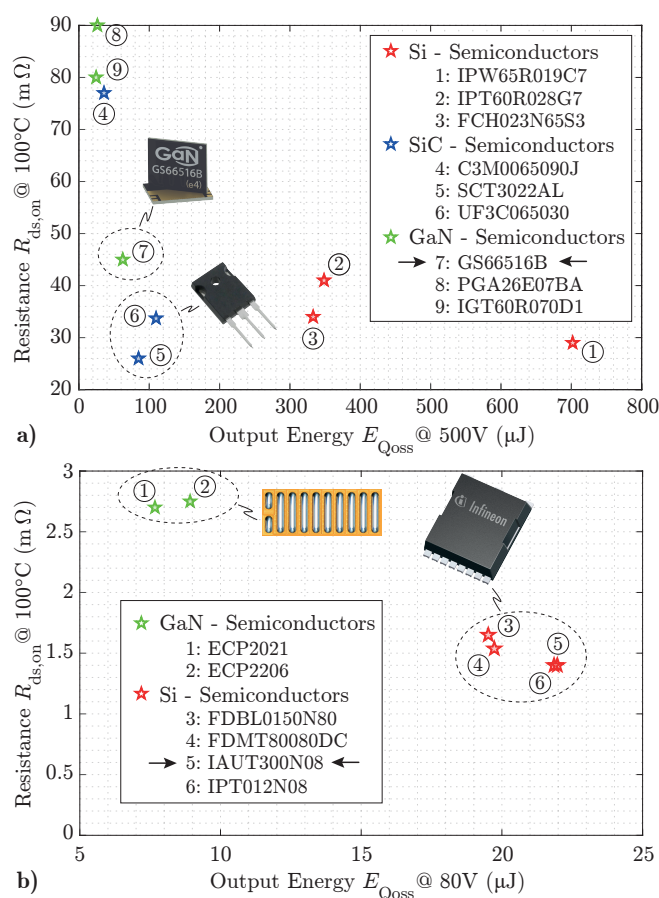 90
80
70
60
50
40
30
20
0
100
200
300
400
500
600
700
800
Resistance R_ds,on @ 100°C (mΩ)
Output Energy E_Qoss @ 500V (µJ)
a)
8
9
4
GaN
GS66516B
(e4)
7
6
5
2
3
1
Si - Semiconductors
1: IPW65R019C7
2: IPT60R028G7
3: FCH023N65S3
SiC - Semiconductors
4: C3M0065090J
5: SCT3022AL
6: UF3C065030
GaN - Semiconductors
7: GS66516B
8: PGA26E07BA
9: IGT60R070D1
3
2.5
2
1.5
1
0.5
0
5
10
15
20
25
Resistance R_ds,on @ 100°C (mΩ)
Output Energy E_Qoss @ 80V (µJ)
b)
1
2
Infineon
3
4
5
6
GaN - Semiconductors
1: ECP2021
2: ECP2206
Si - Semiconductors
3: FDBL0150N80
4: FDMT80080DC
5: IAUT300N08
6: IPT012N08